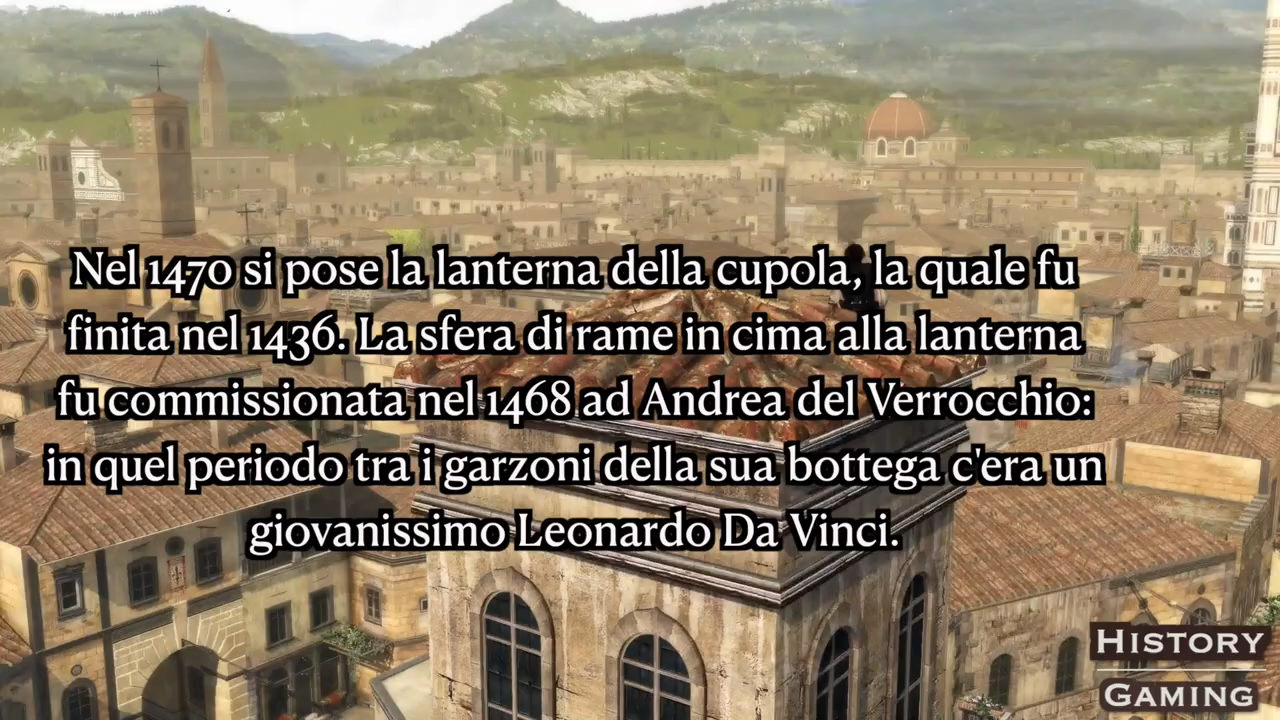 Nel 1470 si pose la lanterna della cupola, la quale fu
finita nel 1436. La sfera di rame in cima alla lanterna
fu commissionata nel 1468 ad Andrea del Verrocchio:
in quel periodo tra i garzoni della sua bottega c'era un
giovanissimo Leonardo Da Vinci.
HISTORY
GAMING